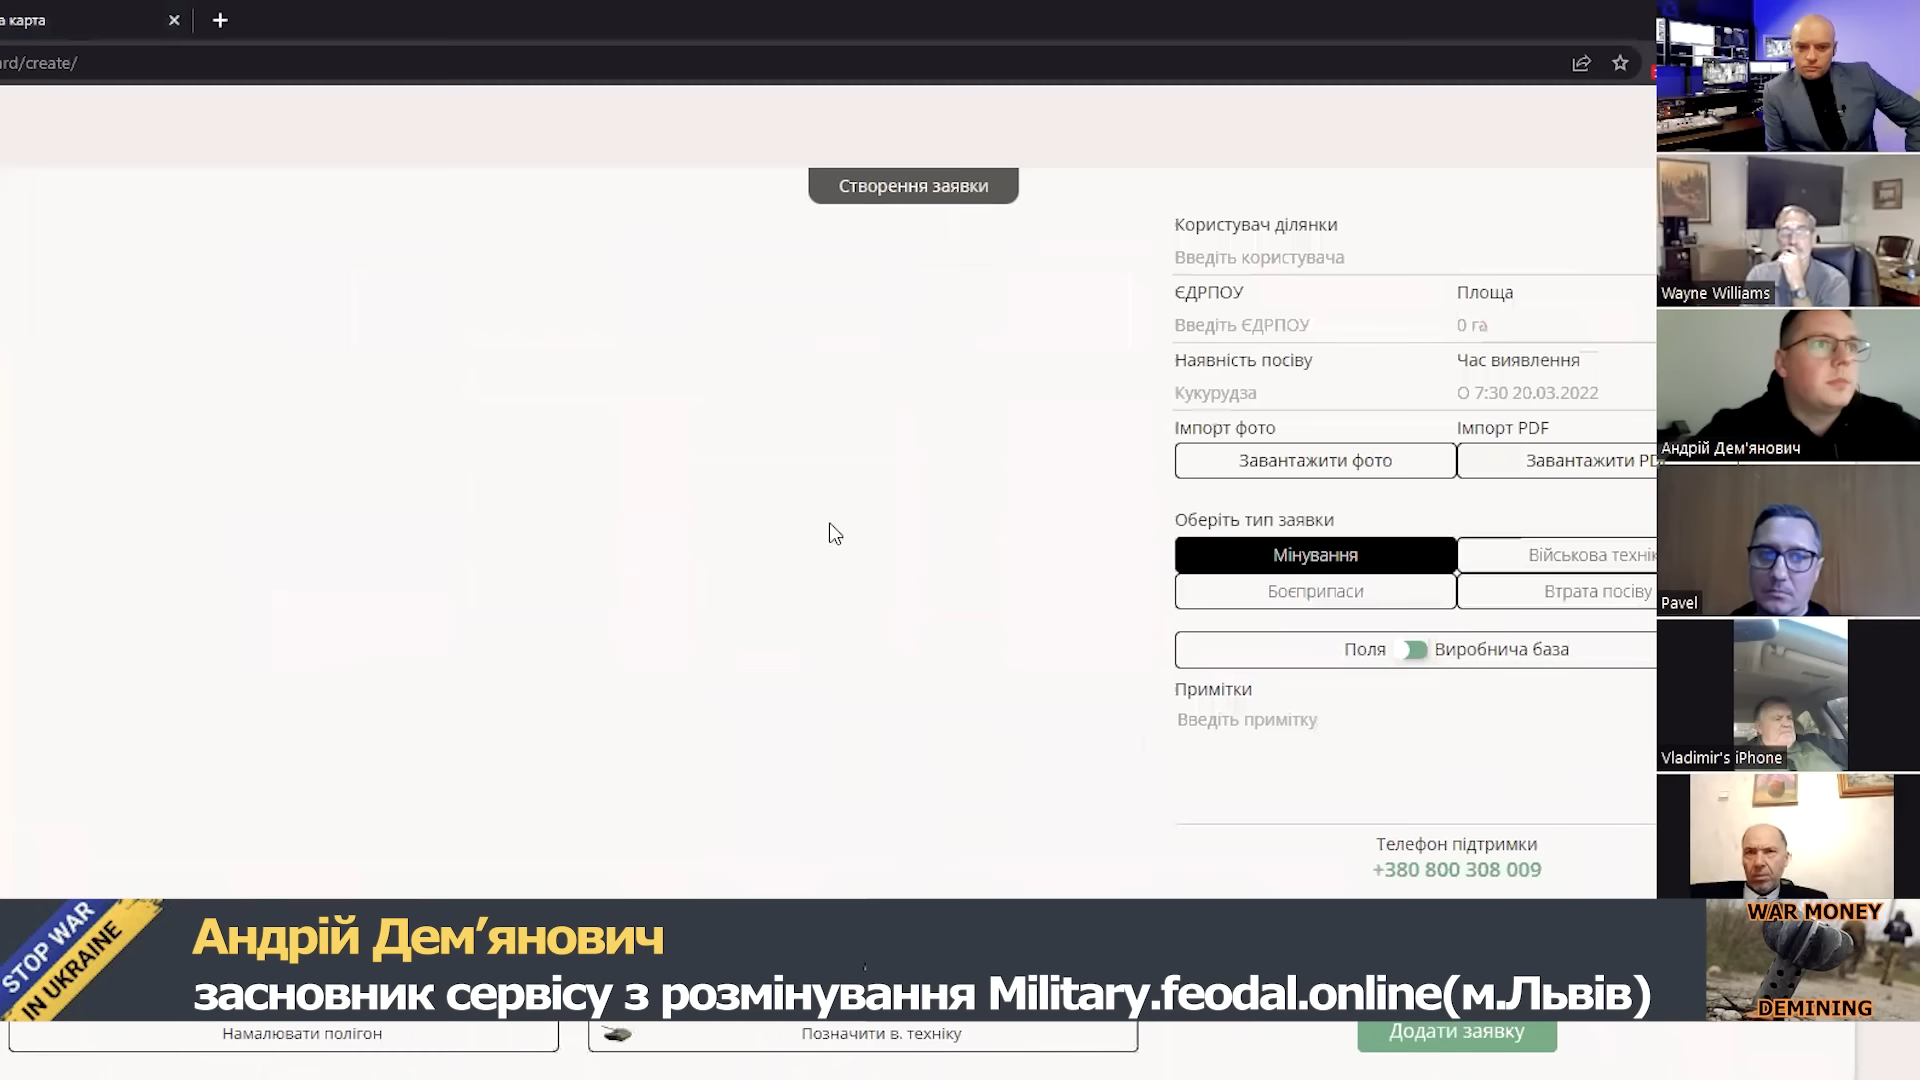 а карта
rd/create/
Створення заявки
Користувач ділянки
Введіть користувача
ЄДРПОУ
Площа
Введіть ЄДРПОУ
0 га
Наявність посіву
Час виявлення
Кукурудза
О 7:30 20.03.2022
Імпорт фото
Імпорт PDF
Завантажити фото
Завантажити PD
Оберіть тип заявки
Мінування
Військова технік
Боєприпаси
Втрата посіву
Поля
Виробнича база
Примітки
Введіть примітку
Телефон підтримки
+380 800 308 009
Wayne Williams
Андрій Дем'янович
Pavel
Vladimir's iPhone
STOP WAR
IN UKRAINE
Андрій Дем’янович
засновник сервісу з розмінування Military.feodal.online(м.Львів)
WAR MONEY
DEMINING
Намалювати полігон
Позначити в. техніку
Додати заявку